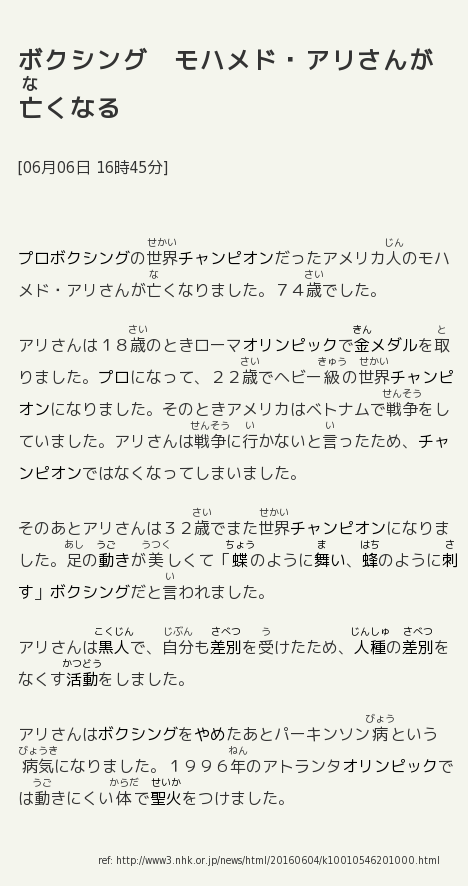 ボクシング　モハメド・アリさんが
亡くなる
[06月06日 16時45分]
プロボクシングの世界チャンピオンだったアメリカ人のモハ
メド・アリさんが亡くなりました。７４歳でした。
アリさんは１８歳のときローマオリンピックで金メダルを取
りました。プロになって、２２歳でヘビー級の世界チャンピ
オンになりました。そのときアメリカはベトナムで戦争をし
ていました。アリさんは戦争に行かないと言ったため、チャ
ンピオンではなくなってしまいました。
そのあとアリさんは３２歳でまた世界チャンピオンになりま
した。足の動きが美しくて「蝶のように舞い、蜂のように刺
す」ボクシングだと言われました。
アリさんは黒人で、自分も差別を受けたため、人種の差別を
なくす活動をしました。
アリさんはボクシングをやめたあとパーキンソン病という
病気になりました。１９９６年のアトランタオリンピックで
は動きにくい体で聖火をつけました。
ref: http://www3.nhk.or.jp/news/html/20160604/k10010546201000.html